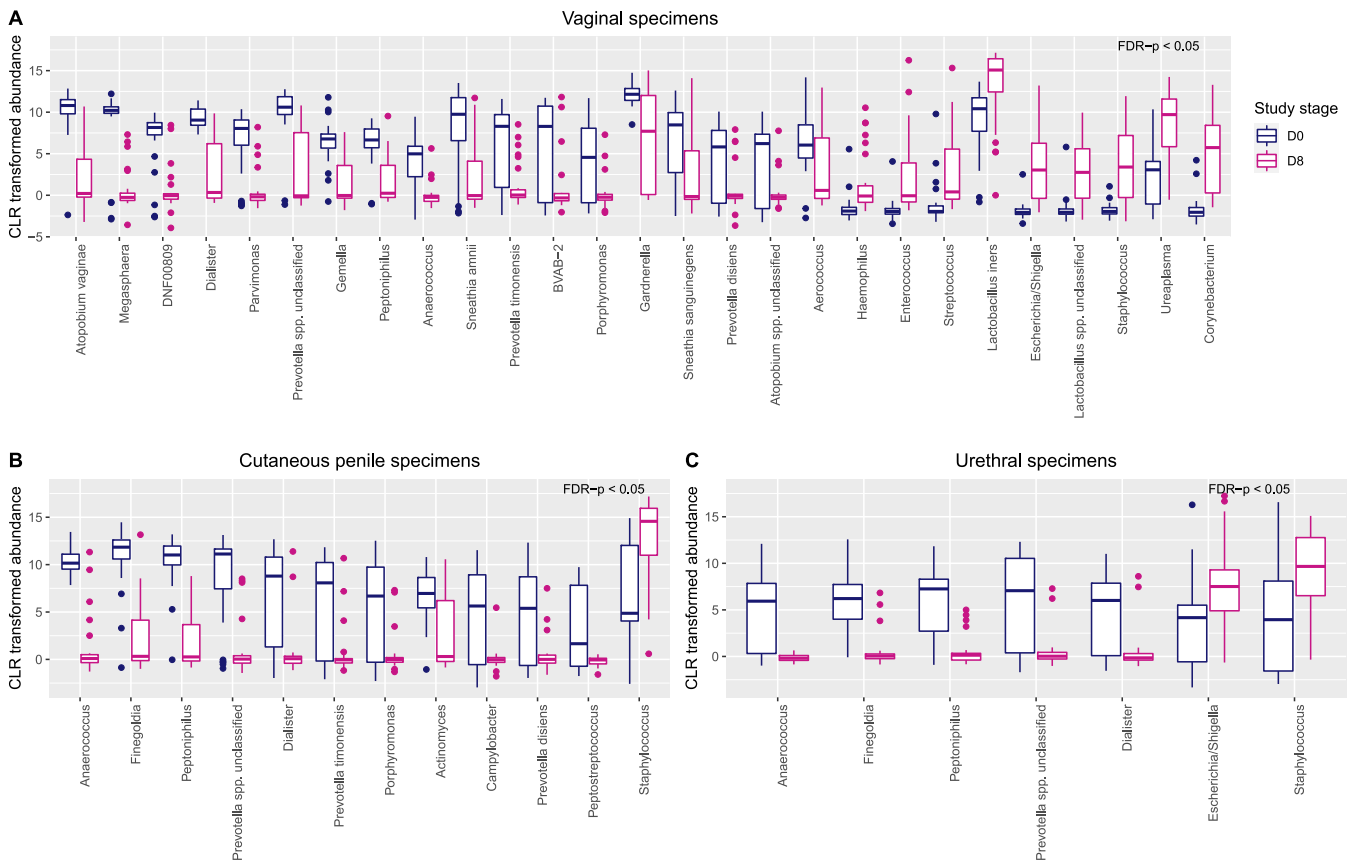 A
Vaginal specimens
FDR-p < 0.05
CLR transformed abundance
15
10
5
0
−5
Atopobium vaginae
Megasphaera
DNF00809
Dialister
Parvimonas
Prevotella spp. unclassified
Gemella
Peptoniphilus
Anaerococcus
Sneathia amnii
Prevotella timonensis
BVAB−2
Porphyromonas
Gardnerella
Sneathia sanguinegens
Prevotella disiens
Atopobium spp. unclassified
Aerococcus
Haemophilus
Enterococcus
Streptococcus
Lactobacillus iners
Escherichia/Shigella
Lactobacillus spp. unclassified
Staphylococcus
Ureaplasma
Corynebacterium
Study stage
D0
D8
B
Cutaneous penile specimens
FDR−p < 0.05
CLR transformed abundance
15
10
5
0
Anaerococcus
Finegoldia
Peptoniphilus
Prevotella spp. unclassified
Dialister
Prevotella timonensis
Porphyromonas
Actinomyces
Campylobacter
Prevotella disiens
Peptostreptococcus
Staphylococcus
C
Urethral specimens
FDR−p < 0.05
CLR transformed abundance
15
10
5
0
Anaerococcus
Finegoldia
Peptoniphilus
Prevotella spp. unclassified
Dialister
Escherichia/Shigella
Staphylococcus